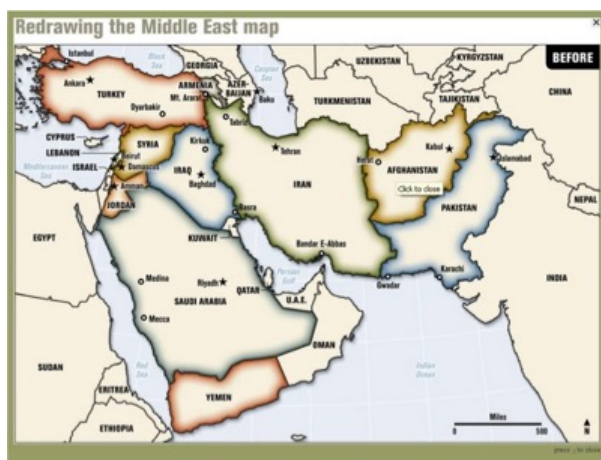 Redrawing the Middle East map
BEFORE
Istanbul
Black
Sea
GEORGIA
Caspian
Sea
UZBEKISTAN
KYRGYZSTAN
Ankara
ARMENIA
AZER-
BAIJAN
Baku
TURKMENISTAN
TAJIKISTAN
CHINA
TURKEY
Mt. Ararat
Diyarbakir
Tabriz
CYPRUS
SYRIA
Kirkuk
Tehran
Herat
Kabul
Islamabad
LEBANON
Beirut
Mediterranean
Sea
Damascus
AFGHANISTAN
ISRAEL
IRAQ
Baghdad
IRAN
Click to close
Amman
JORDAN
PAKISTAN
NEPAL
Basra
EGYPT
KUWAIT
Bandar E-Abbas
Medina
Persian
Gulf
Karachi
Riyadh
QATAR
Gwadar
INDIA
SAUDI ARABIA
U.A.E.
Mecca
OMAN
SUDAN
Red
Sea
Indian
Ocean
ERITREA
YEMEN
Miles
0
500
N
ETHIOPIA